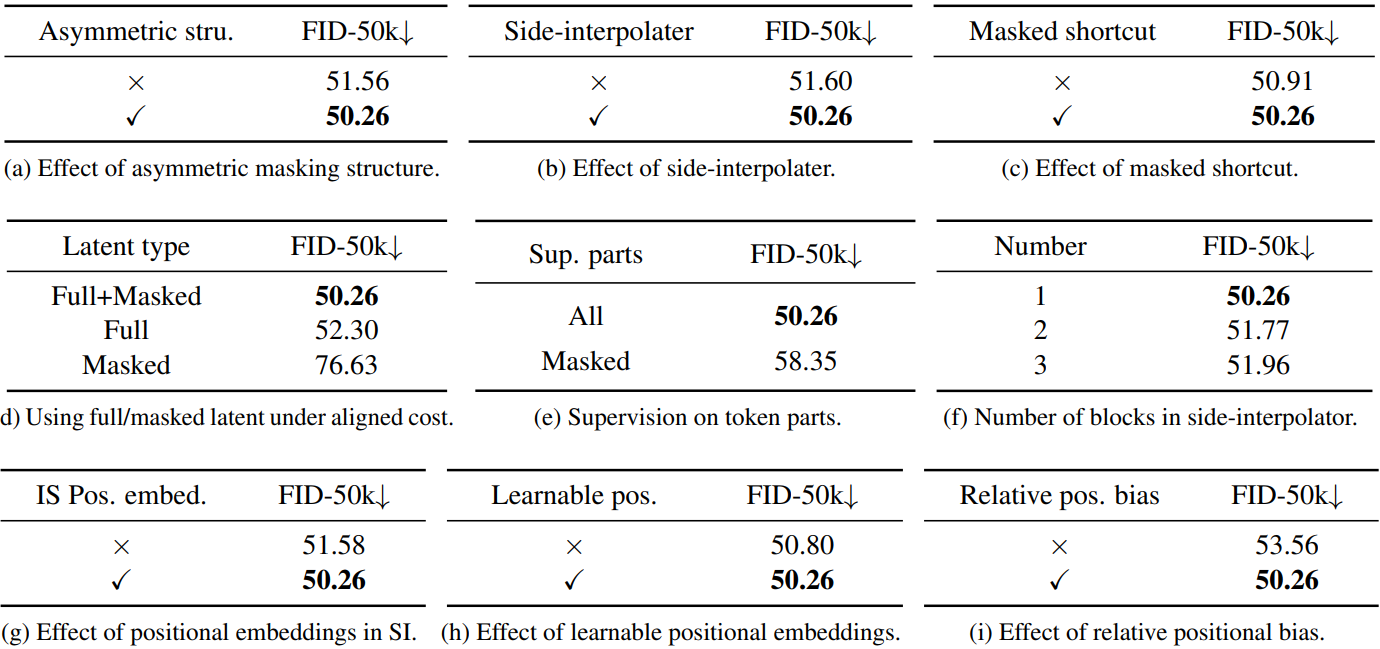 Asymmetric stru. FID-50k↓
× 51.56
✓ 50.26
(a) Effect of asymmetric masking structure.
Side-interpolater FID-50k↓
× 51.60
✓ 50.26
(b) Effect of side-interpolater.
Masked shortcut FID-50k↓
× 50.91
✓ 50.26
(c) Effect of masked shortcut.
Latent type FID-50k↓
Full+Masked 50.26
Full 52.30
Masked 76.63
d) Using full/masked latent under aligned cost.
Sup. parts FID-50k↓
All 50.26
Masked 58.35
(e) Supervision on token parts.
Number FID-50k↓
1 50.26
2 51.77
3 51.96
(f) Number of blocks in side-interpolator.
IS Pos. embed. FID-50k↓
× 51.58
✓ 50.26
(g) Effect of positional embeddings in SI.
Learnable pos. FID-50k↓
× 50.80
✓ 50.26
(h) Effect of learnable positional embeddings.
Relative pos. bias FID-50k↓
× 53.56
✓ 50.26
(i) Effect of relative positional bias.